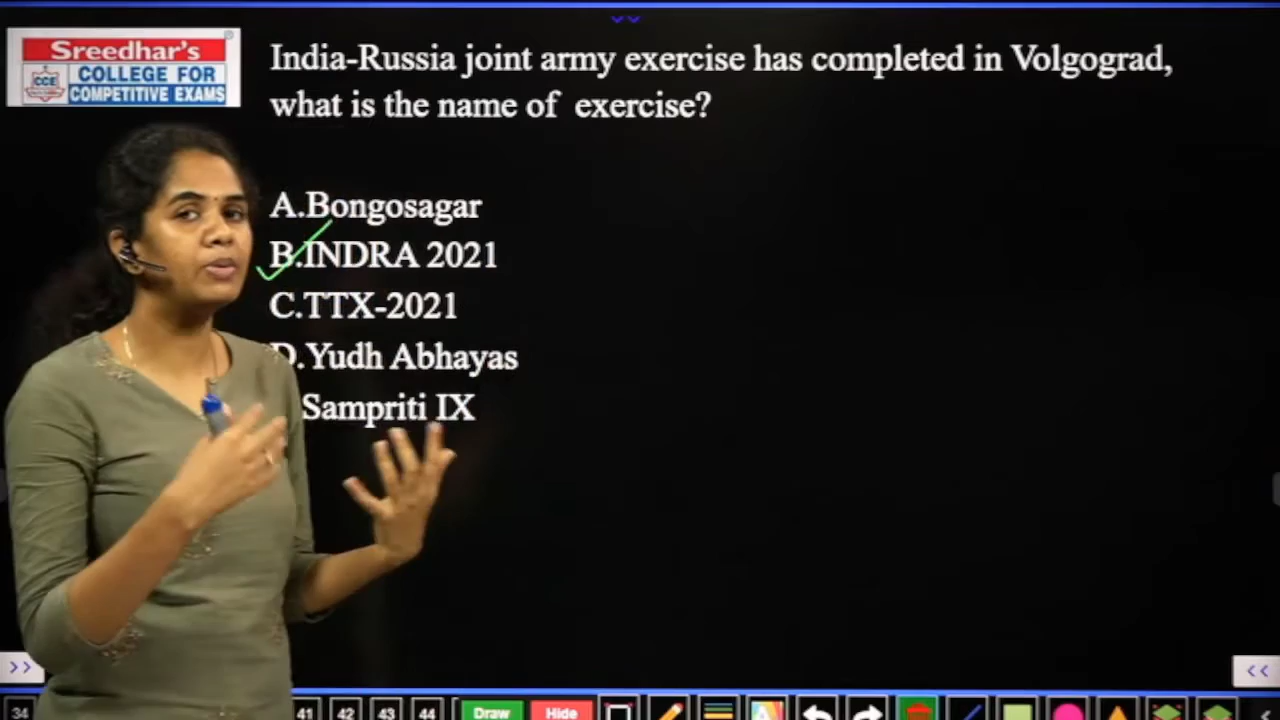 Sreedhar's
CCE
COLLEGE FOR
COMPETITIVE EXAMS
India-Russia joint army exercise has completed in Volgograd,
what is the name of exercise?
A.Bongosagar
B.INDRA 2021
C.TTX-2021
D.Yudh Abhayas
Sampriti IX
34 41 42 43 44 Draw Hide